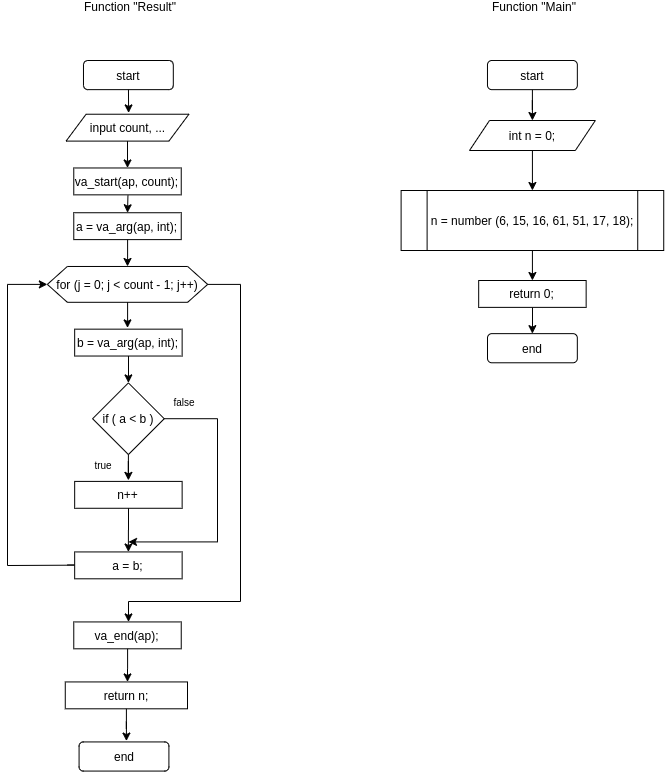 Function "Result"
start
input count, ...
va_start(ap, count);
a = va_arg(ap, int);
for (j = 0; j < count - 1; j++)
b = va_arg(ap, int);
if ( a < b )
false
true
n++
a = b;
va_end(ap);
return n;
end
Function "Main"
start
int n = 0;
n = number (6, 15, 16, 61, 51, 17, 18);
return 0;
end